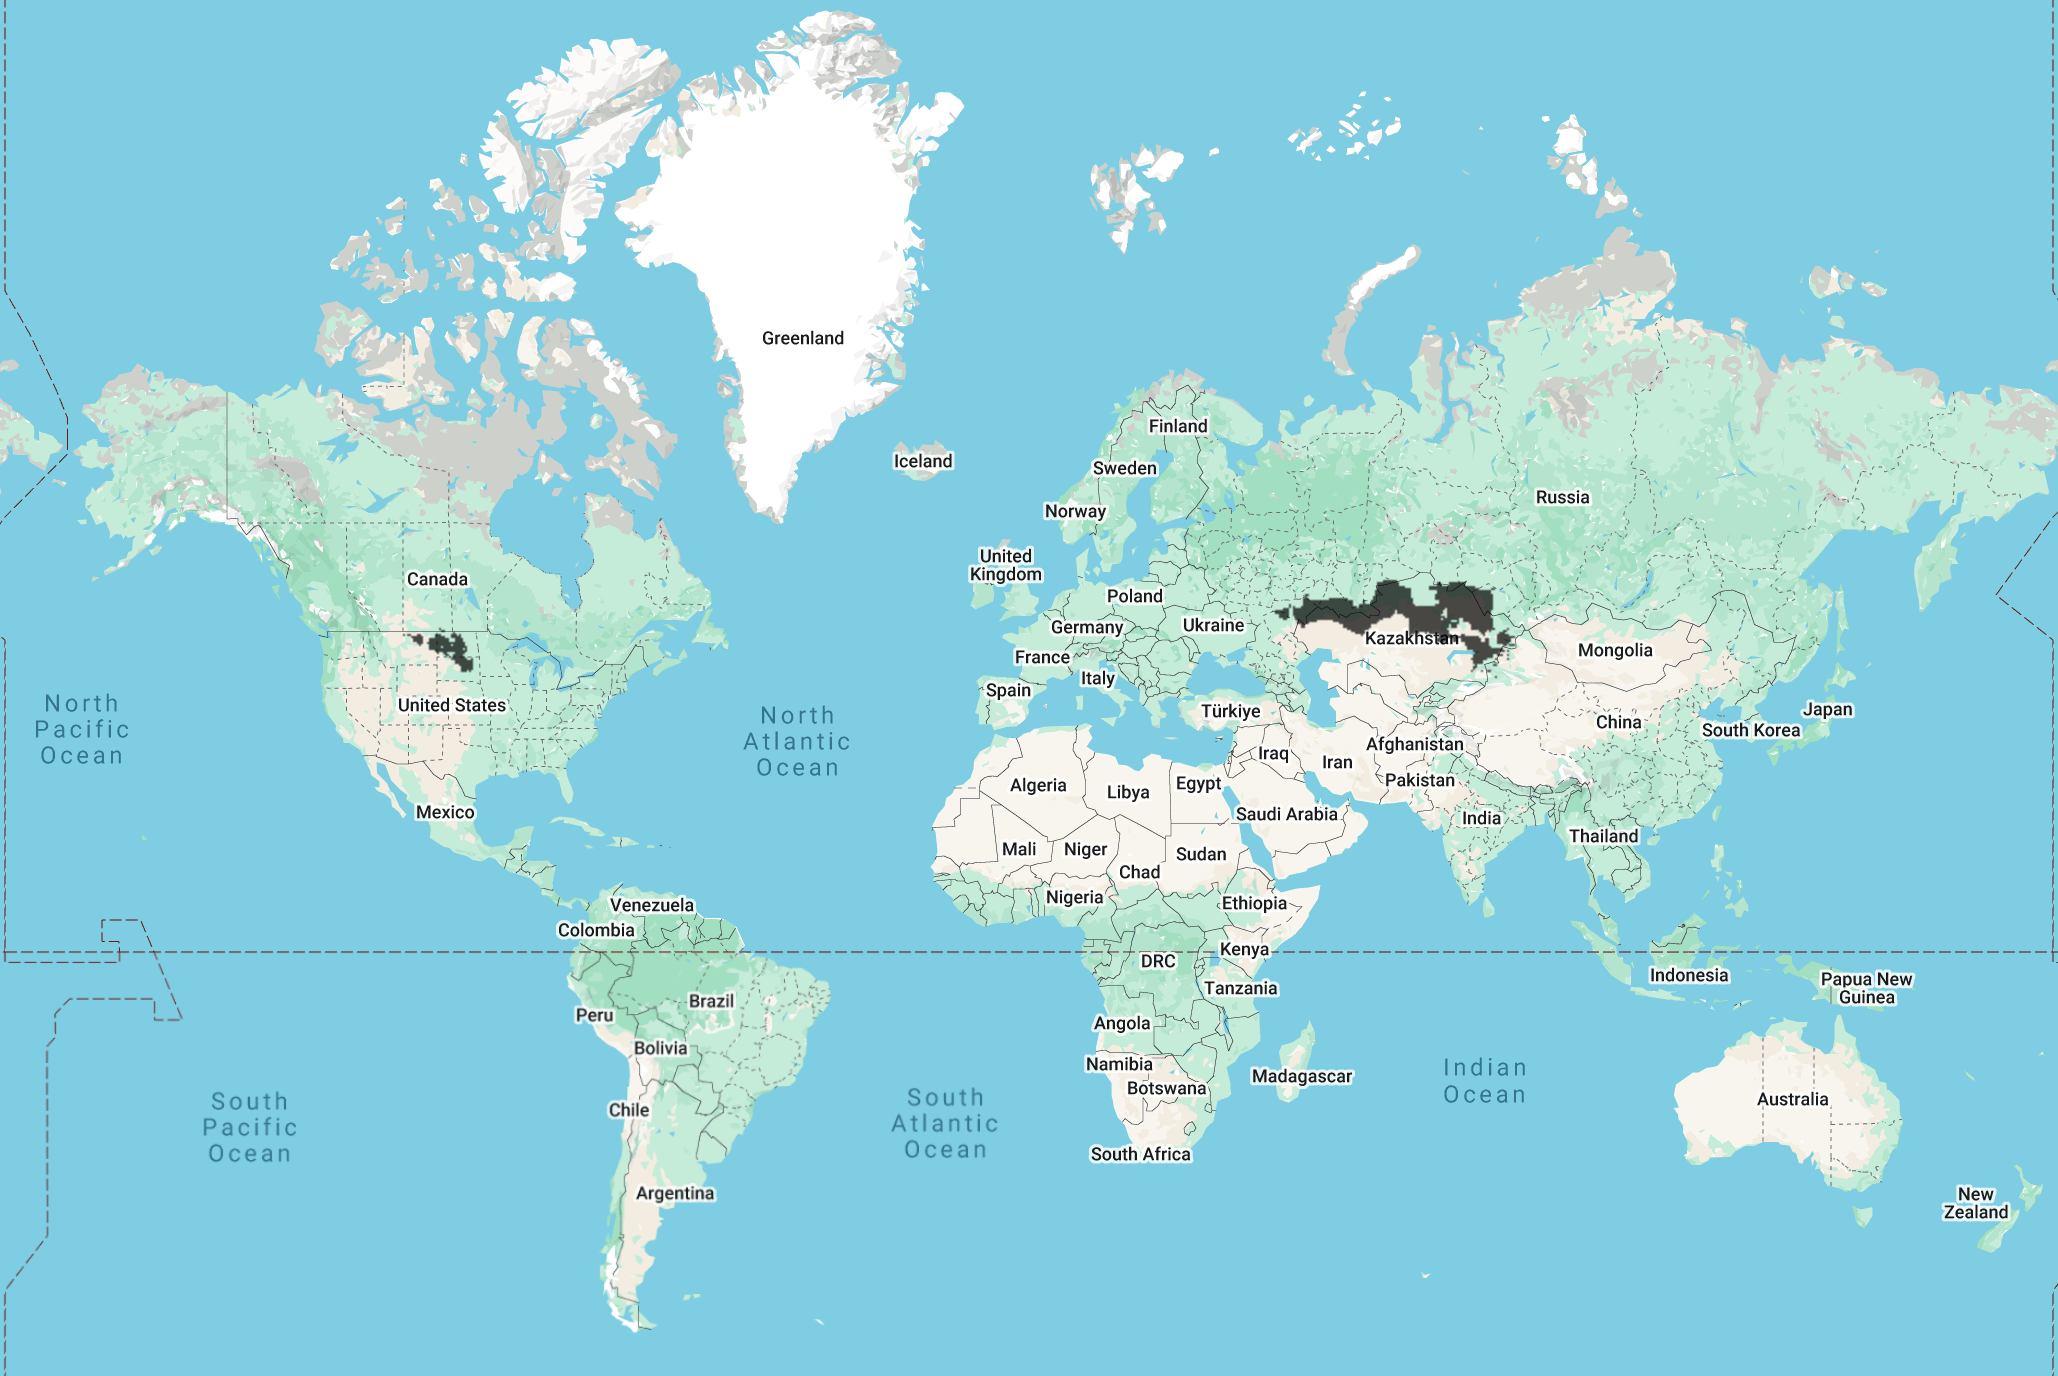 Greenland
Finland
Iceland
Sweden
Russia
Norway
United
Kingdom
Canada
Poland
Germany
Ukraine
Kazakhstan
France
Mongolia
Italy
Spain
North
Pacific
Ocean
United States
North
Atlantic
Ocean
Türkiye
China
Japan
South Korea
Afghanistan
Iraq
Iran
Algeria
Libya
Egypt
Pakistan
Mexico
Saudi Arabia
India
Thailand
Mali
Niger
Sudan
Chad
Nigeria
Ethiopia
Venezuela
Colombia
Kenya
DRC
Indonesia
Papua New
Guinea
Tanzania
Brazil
Peru
Angola
Bolivia
Namibia
Botswana
Madagascar
Indian
Ocean
South
Pacific
Ocean
Chile
South
Atlantic
Ocean
Australia
South Africa
Argentina
New
Zealand